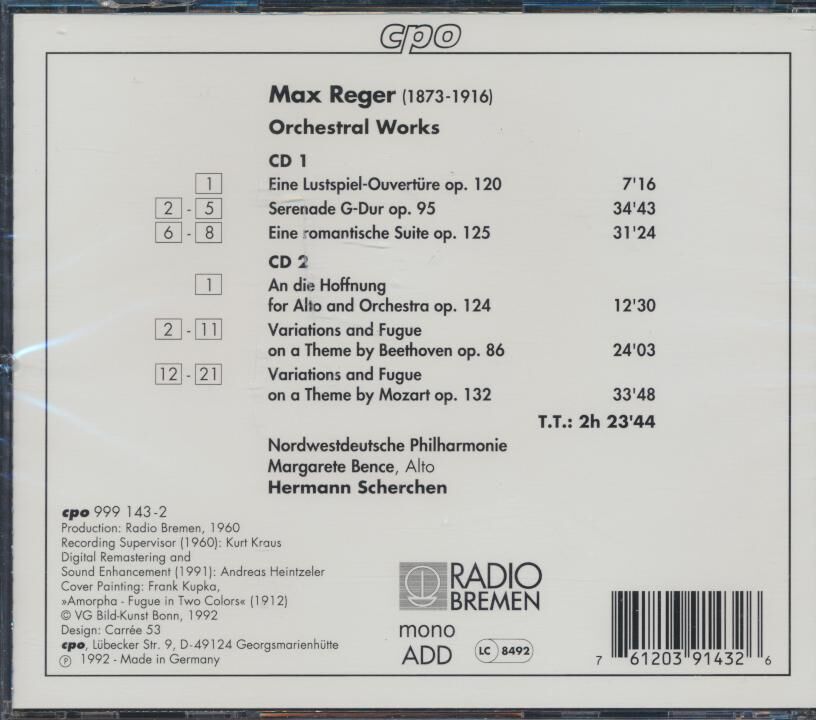 cpo
Max Reger (1873-1916)
Orchestral Works
CD 1
1 Eine Lustspiel-Ouvertüre op. 120 7'16
2 - 5 Serenade G-Dur op. 95 34'43
6 - 8 Eine romantische Suite op. 125 31'24
CD 2
1 An die Hoffnung
for Alto and Orchestra op. 124 12'30
2 - 11 Variations and Fugue
on a Theme by Beethoven op. 86 24'03
12 - 21 Variations and Fugue
on a Theme by Mozart op. 132 33'48
T.T.: 2h 23'44
Nordwestdeutsche Philharmonie
Margarete Bence, Alto
Hermann Scherchen
cpo 999 143-2
Production: Radio Bremen, 1960
Recording Supervisor (1960): Kurt Kraus
Digital Remastering and
Sound Enhancement (1991): Andreas Heintzeler
Cover Painting: Frank Kupka,
»Amorpha - Fugue in Two Colors« (1912)
© VG Bild-Kunst Bonn, 1992
Design: Carrée 53
cpo, Lübecker Str. 9, D-49124 Georgsmarienhütte
℗ 1992 - Made in Germany
RADIO
BREMEN
mono
ADD
LC 8492
7 61203 91432 6